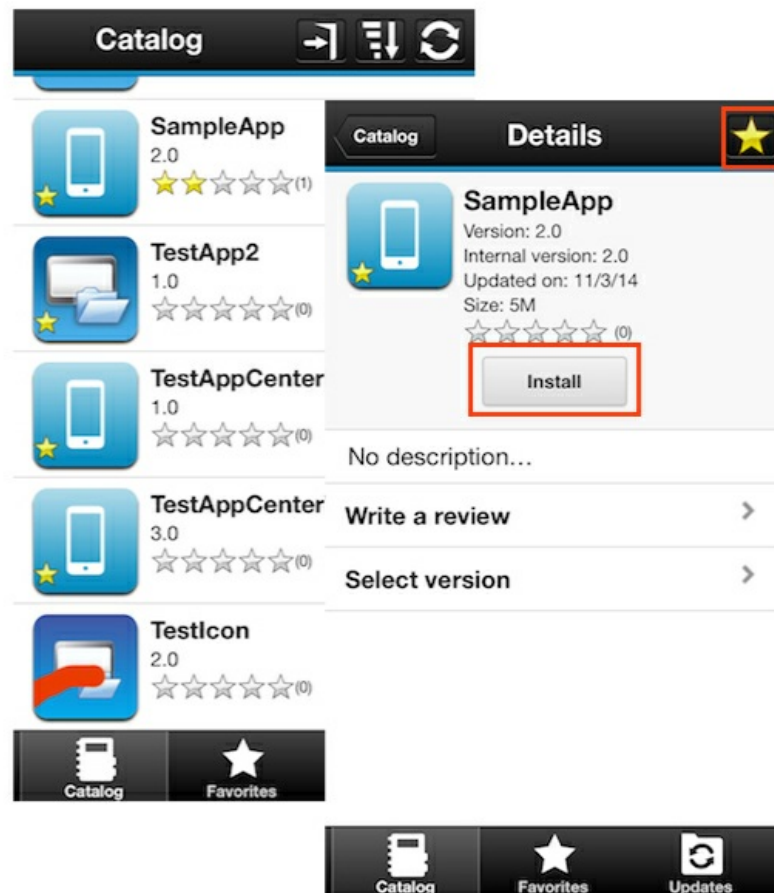 Catalog
SampleApp
2.0
(1)
TestApp2
1.0
(0)
TestAppCenter
1.0
(0)
TestAppCenter
3.0
(0)
TestIcon
2.0
(0)
Catalog
Favorites
Catalog
Details
SampleApp
Version: 2.0
Internal version: 2.0
Updated on: 11/3/14
Size: 5M
(0)
Install
No description...
Write a review
Select version
Catalog
Favorites
Updates